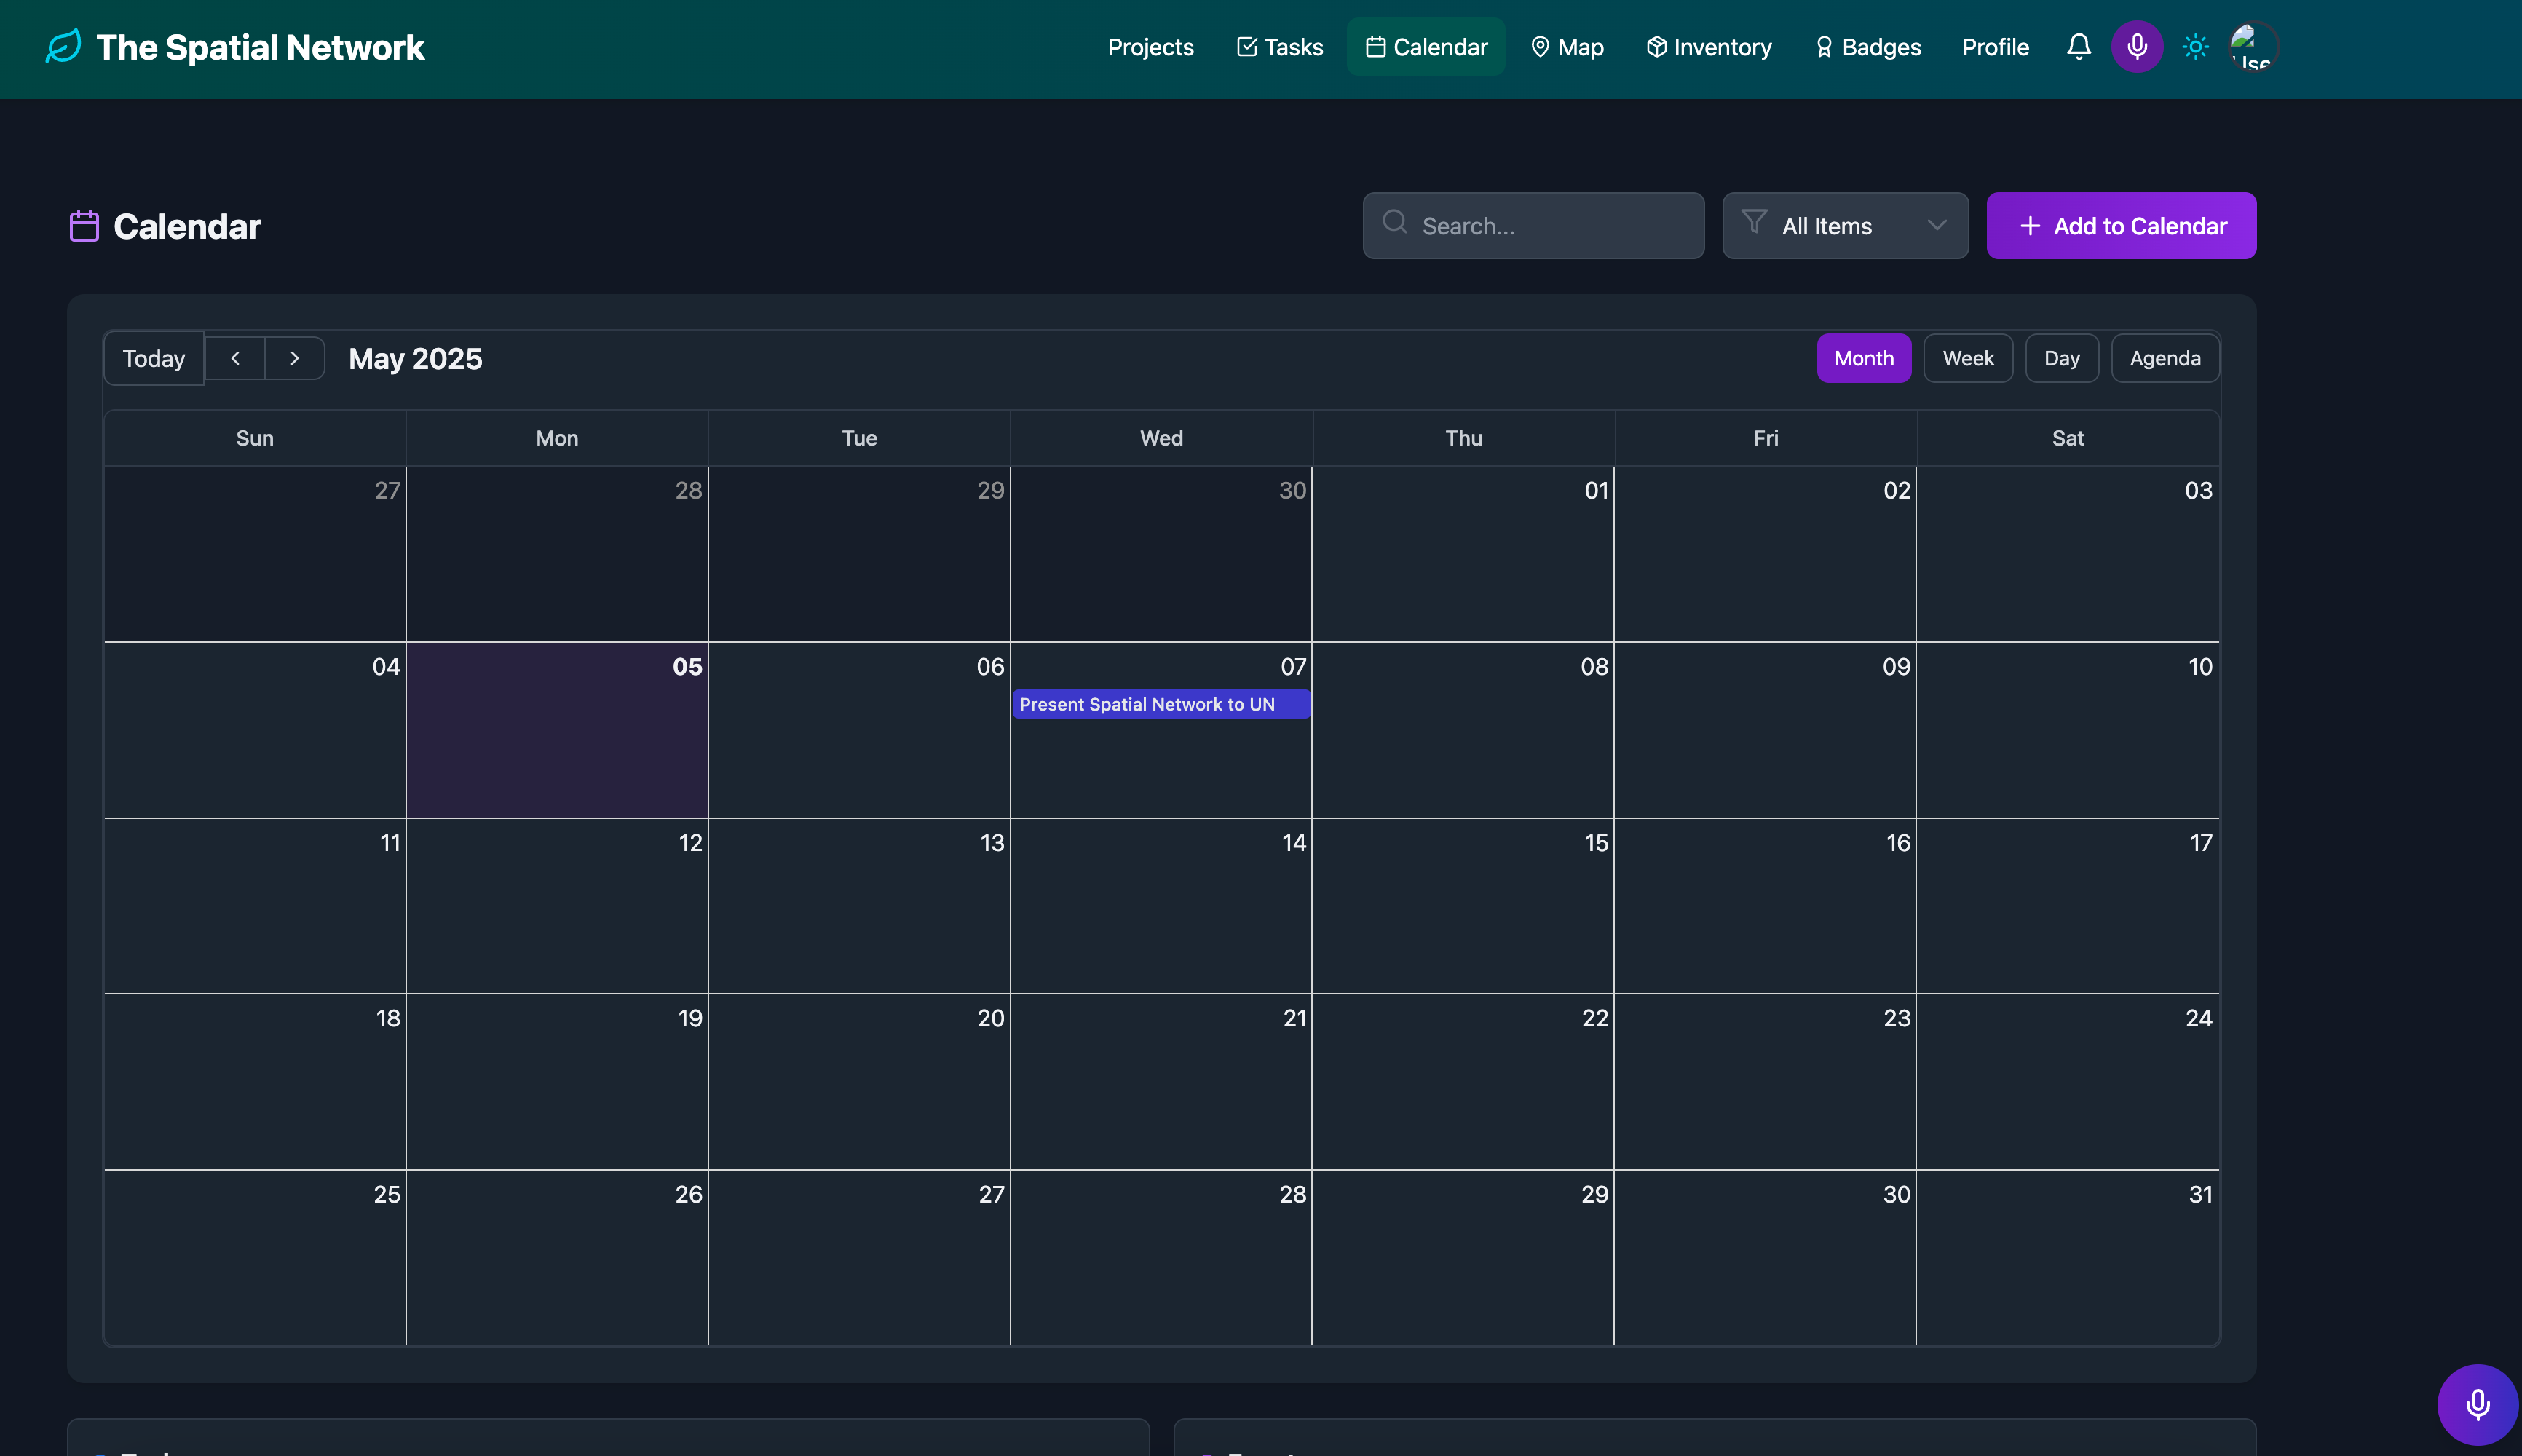 The Spatial Network
Projects Tasks Calendar Map Inventory Badges Profile
Calendar
Search... All Items + Add to Calendar
Today May 2025 Month Week Day Agenda
Sun Mon Tue Wed Thu Fri Sat
27 28 29 30 01 02 03
04 05 06 07 08 09 10
Present Spatial Network to UN
11 12 13 14 15 16 17
18 19 20 21 22 23 24
25 26 27 28 29 30 31